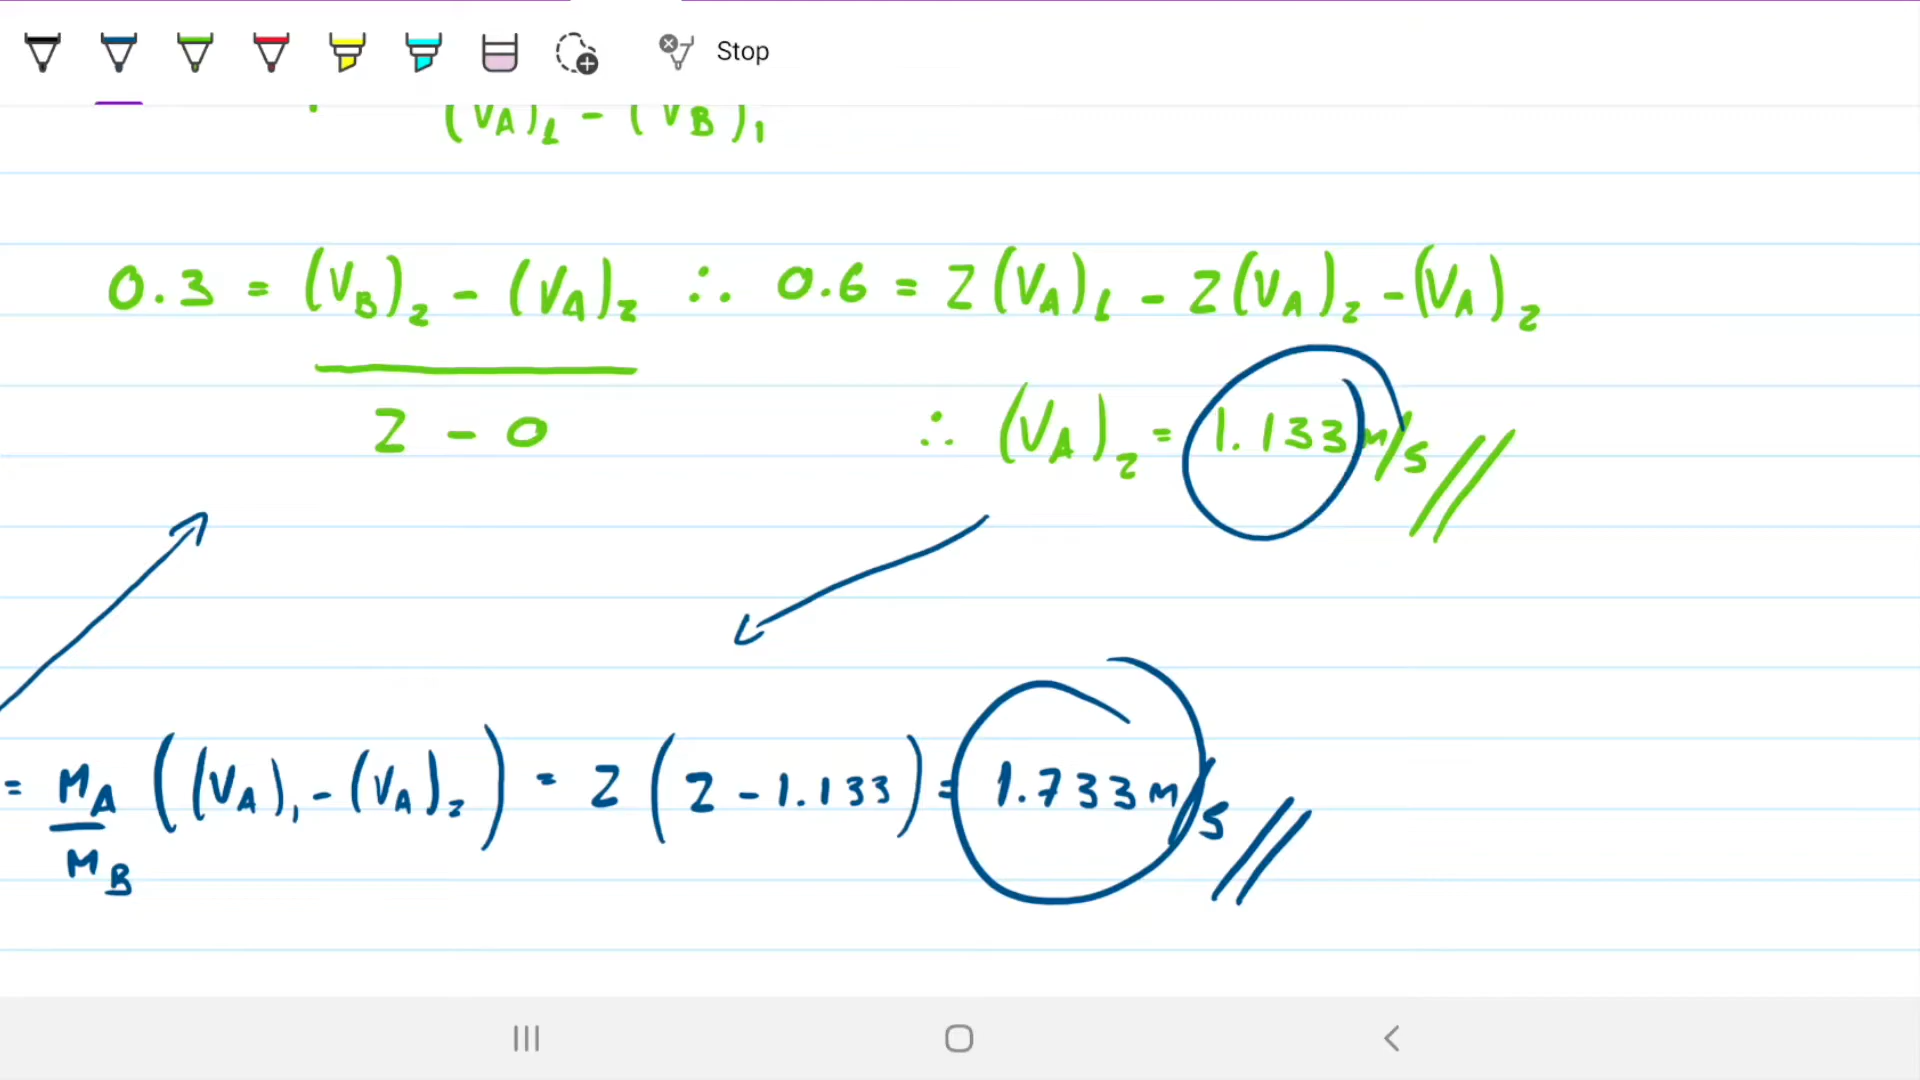 Stop
(VA)1 - (VB)1
0.3 = (VB)2 - (VA)2 ∴ 0.6 = 2(VA)1 - 2(VA)2 - (VA)2
2 - 0
∴ (VA)2 = 1.133 m/s //
= MA ((VA)1 - (VA)2) = 2(2 - 1.133) = 1.733 m/s //
MB